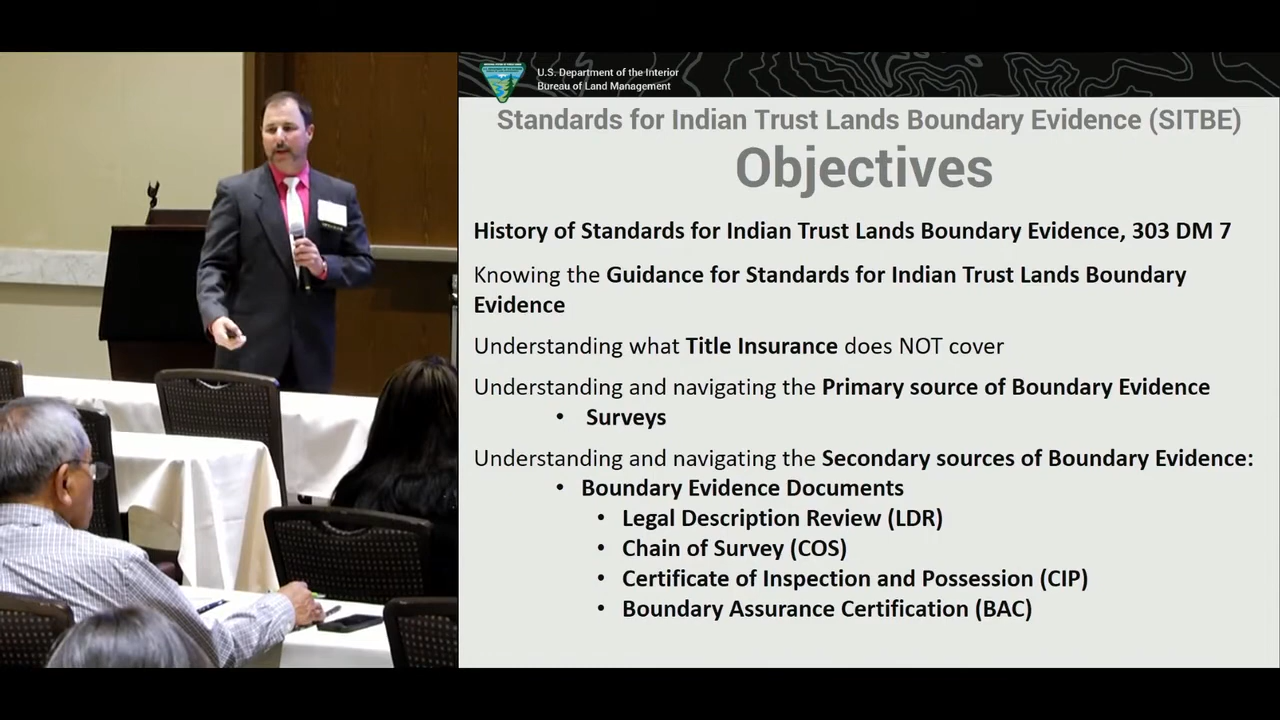 U.S. Department of the Interior
Bureau of Land Management
Standards for Indian Trust Lands Boundary Evidence (SITBE)
Objectives
History of Standards for Indian Trust Lands Boundary Evidence, 303 DM 7
Knowing the Guidance for Standards for Indian Trust Lands Boundary
Evidence
Understanding what Title Insurance does NOT cover
Understanding and navigating the Primary source of Boundary Evidence
• Surveys
Understanding and navigating the Secondary sources of Boundary Evidence:
• Boundary Evidence Documents
• Legal Description Review (LDR)
• Chain of Survey (COS)
• Certificate of Inspection and Possession (CIP)
• Boundary Assurance Certification (BAC)